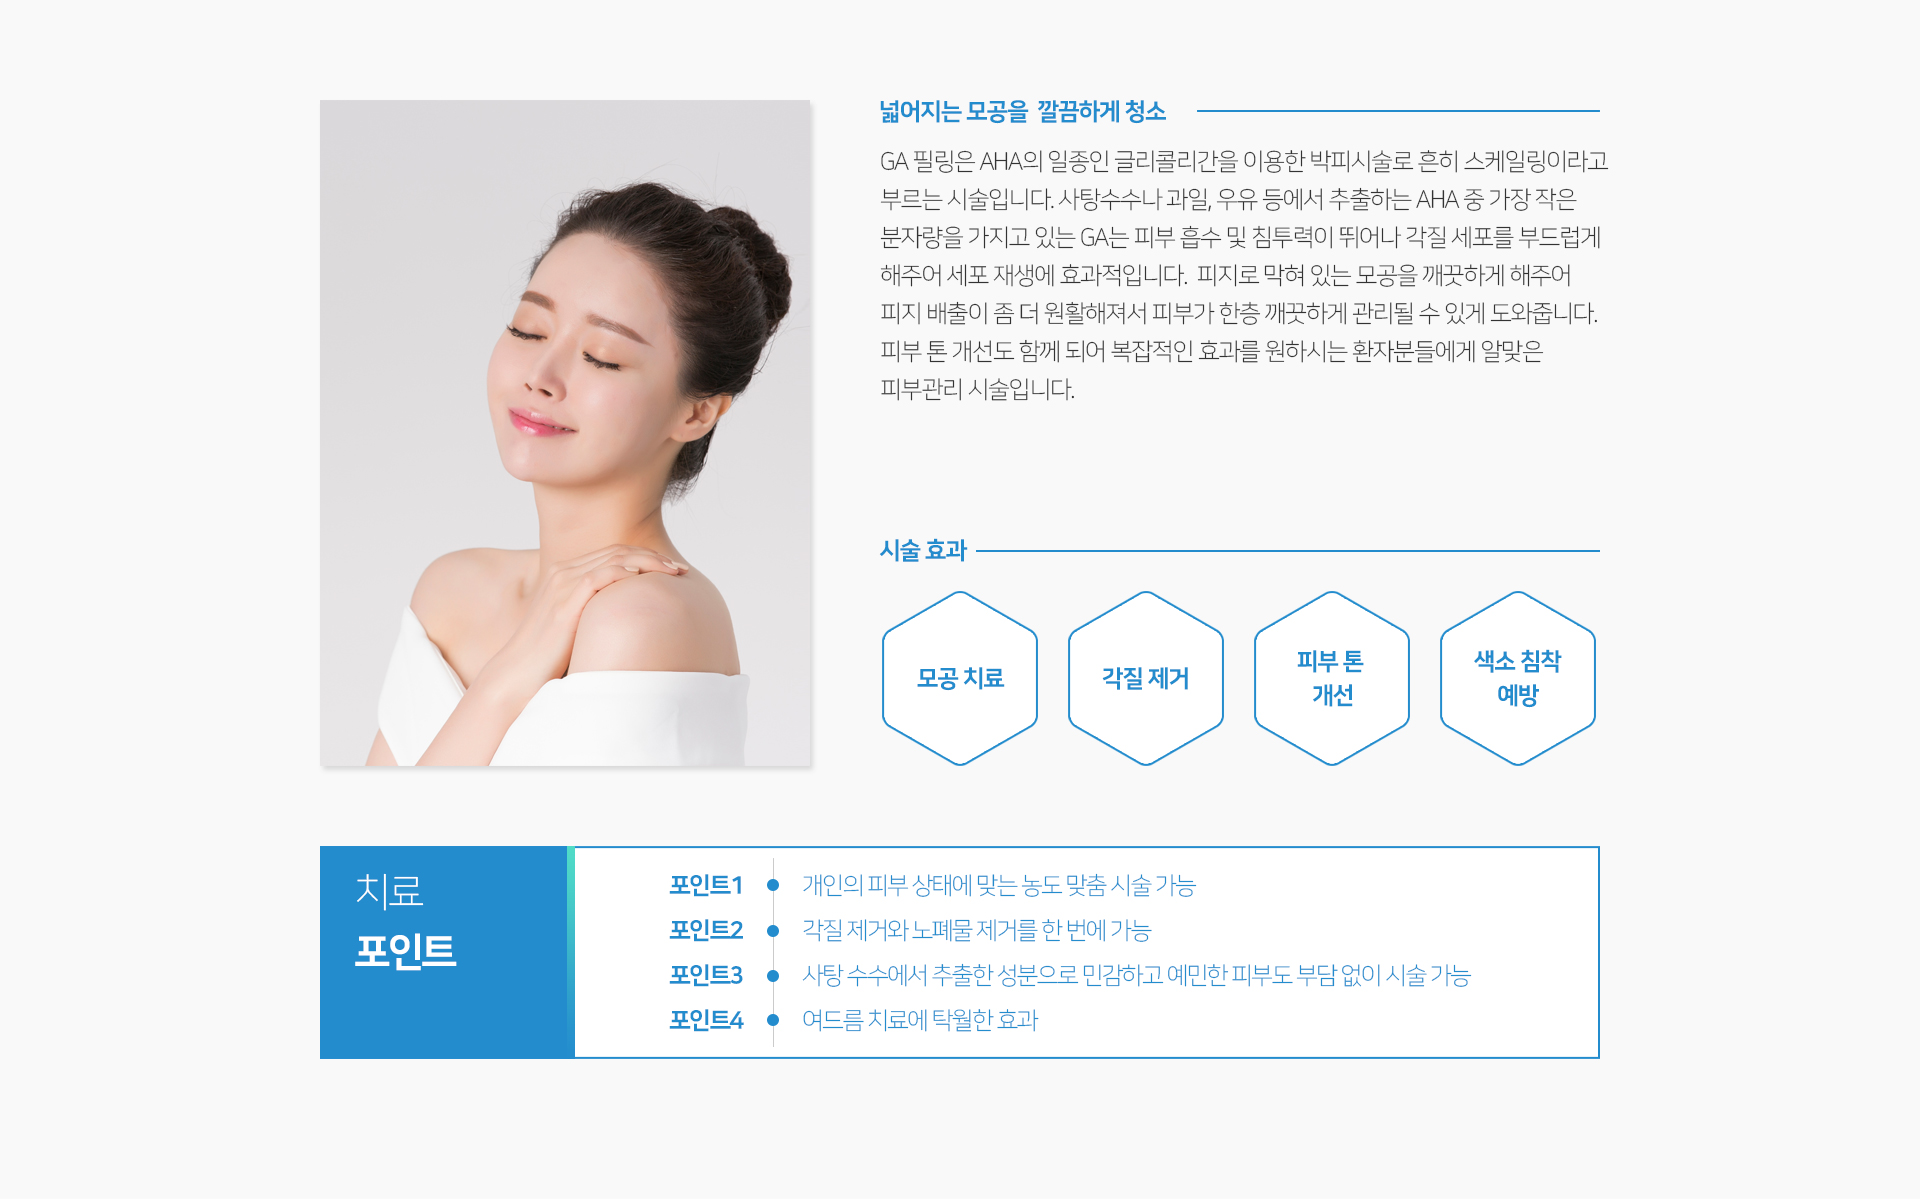 넓어지는 모공을 깔끔하게 청소
GA 필링은 AHA의 일종인 글리콜리간을 이용한 박피시술로 흔히 스케일링이라고
부르는 시술입니다. 사탕수수나 과일, 우유 등에서 추출하는 AHA 중 가장 작은
분자량을 가지고 있는 GA는 피부 흡수 및 침투력이 뛰어나 각질 세포를 부드럽게
해주어 세포 재생에 효과적입니다. 피지로 막혀 있는 모공을 깨끗하게 해주어
피지 배출이 좀 더 원활해져서 피부가 한층 깨끗하게 관리될 수 있게 도와줍니다.
피부 톤 개선도 함께 되어 복잡적인 효과를 원하시는 환자분들에게 알맞은
피부관리 시술입니다.
시술 효과
모공 치료
각질 제거
피부 톤
개선
색소 침착
예방
치료
포인트
포인트1 개인의 피부 상태에 맞는 농도 맞춤 시술 가능
포인트2 각질 제거와 노폐물 제거를 한 번에 가능
포인트3 사탕 수수에서 추출한 성분으로 민감하고 예민한 피부도 부담 없이 시술 가능
포인트4 여드름 치료에 탁월한 효과